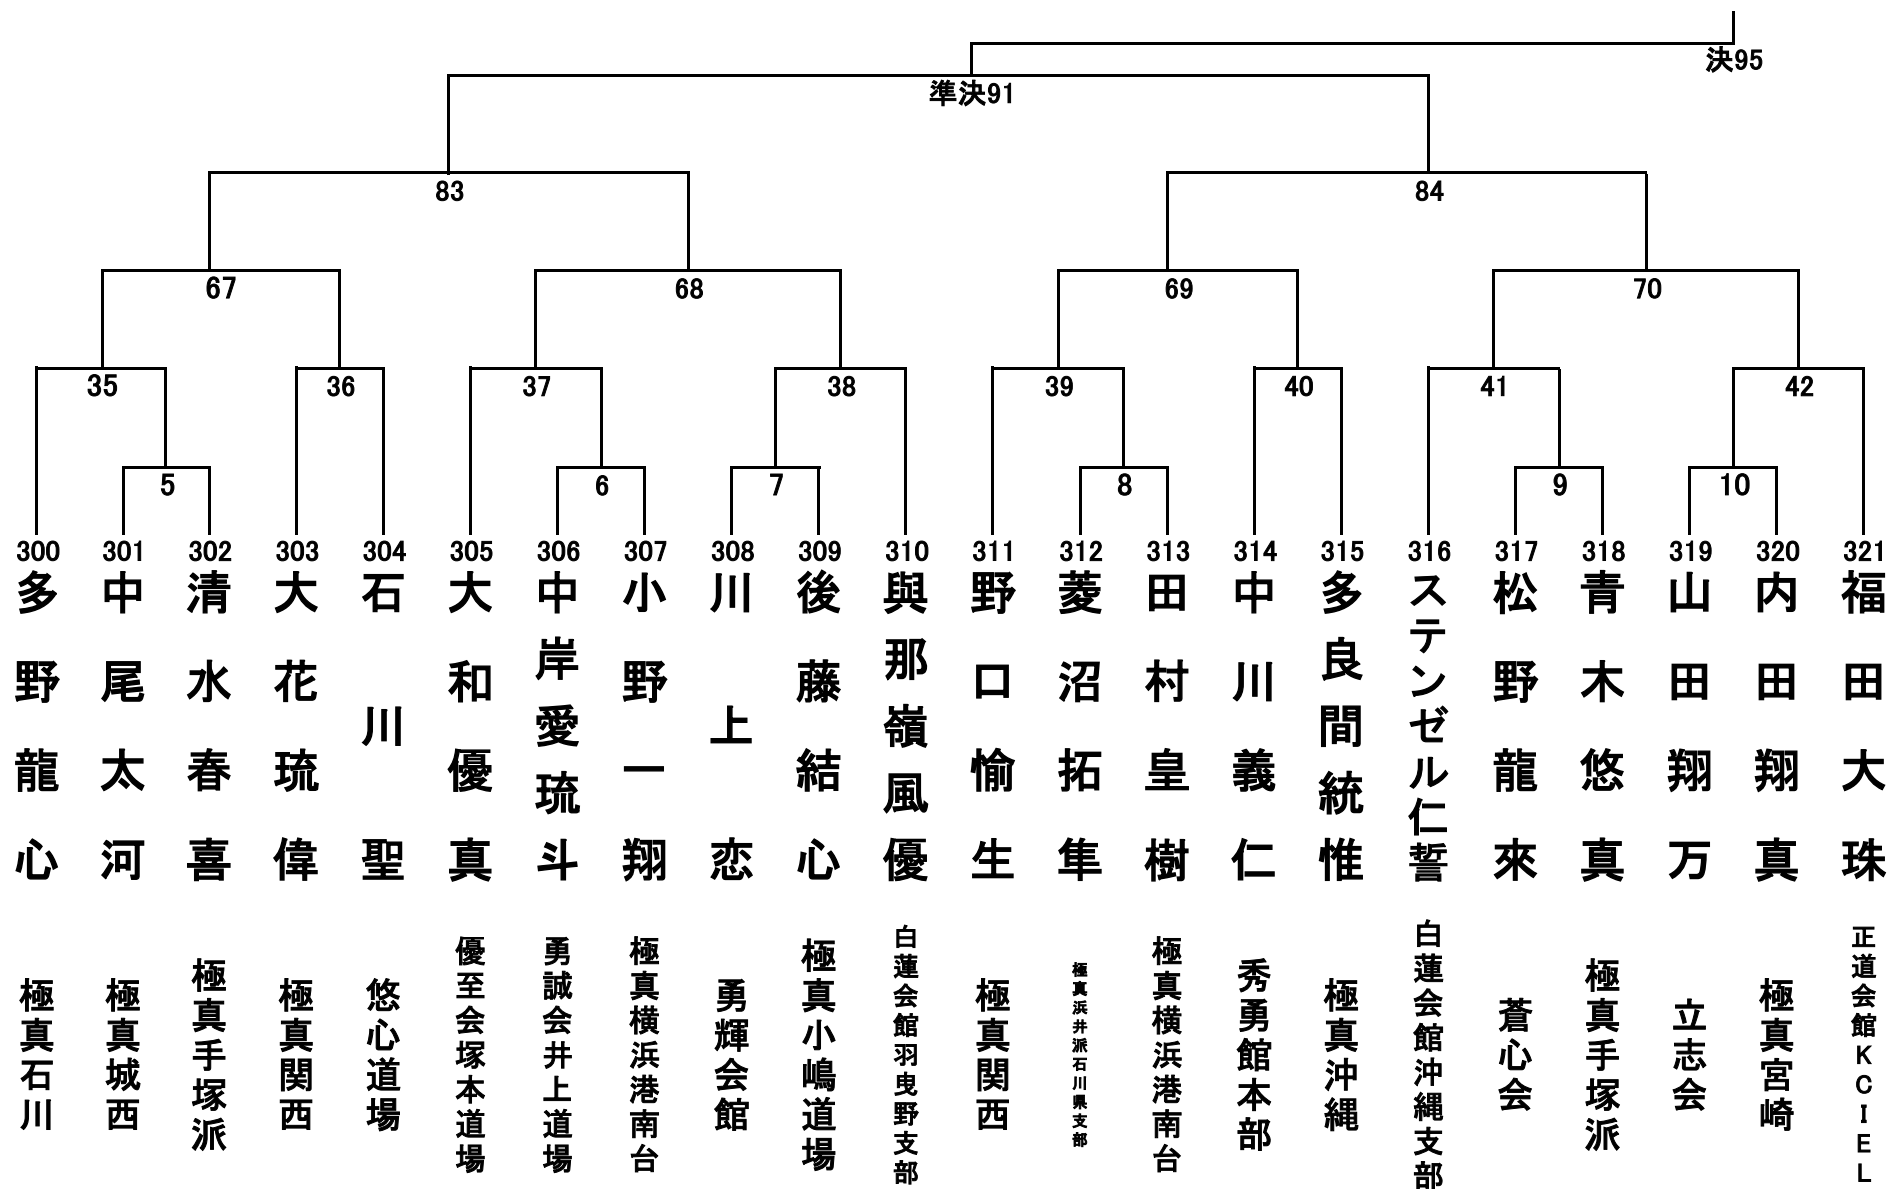 決95
準決91
83
84
67
68
69
70
35
36
37
38
39
40
41
42
5
6
7
8
9
10
300
301
302
303
304
305
306
307
308
309
310
311
312
313
314
315
316
317
318
319
320
321
多野龍心
中尾太河
清水春喜
大花琉偉
石川聖
大和優真
中岸愛琉斗
小野一翔
川上恋
後藤結心
與那嶺風優
野口愉生
菱沼拓隼
田村皇樹
中川義仁
多良間統惟
ステンゼル仁誓
松野龍來
青木悠真
山田翔万
内田翔真
福田大珠
極真石川
極真城西
極真手塚派
極真関西
悠心道場
優至会塚本道場
勇誠会井上道場
極真横浜港南台
勇輝会館
極真小嶋道場
白蓮会館羽曳野支部
極真関西
極真浜井派石川県支部
極真横浜港南台
秀勇館本部
極真沖縄
白蓮会館沖縄支部
蒼心会
極真手塚派
立志会
極真宮崎
正道会館KCIEL